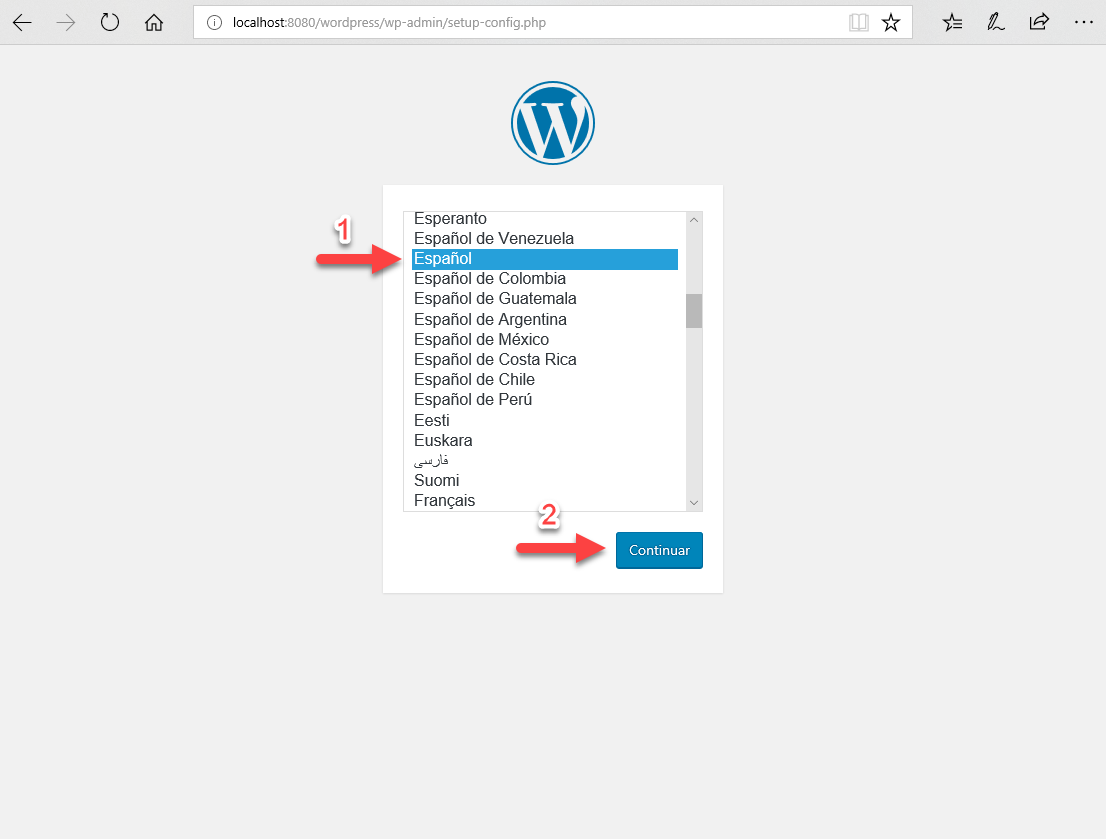 localhost:8080/wordpress/wp-admin/setup-config.php
W
Esperanto
Español de Venezuela
1
Español
Español de Colombia
Español de Guatemala
Español de Argentina
Español de México
Español de Costa Rica
Español de Chile
Español de Perú
Eesti
Euskara
فارسی
Suomi
Français
2
Continuar